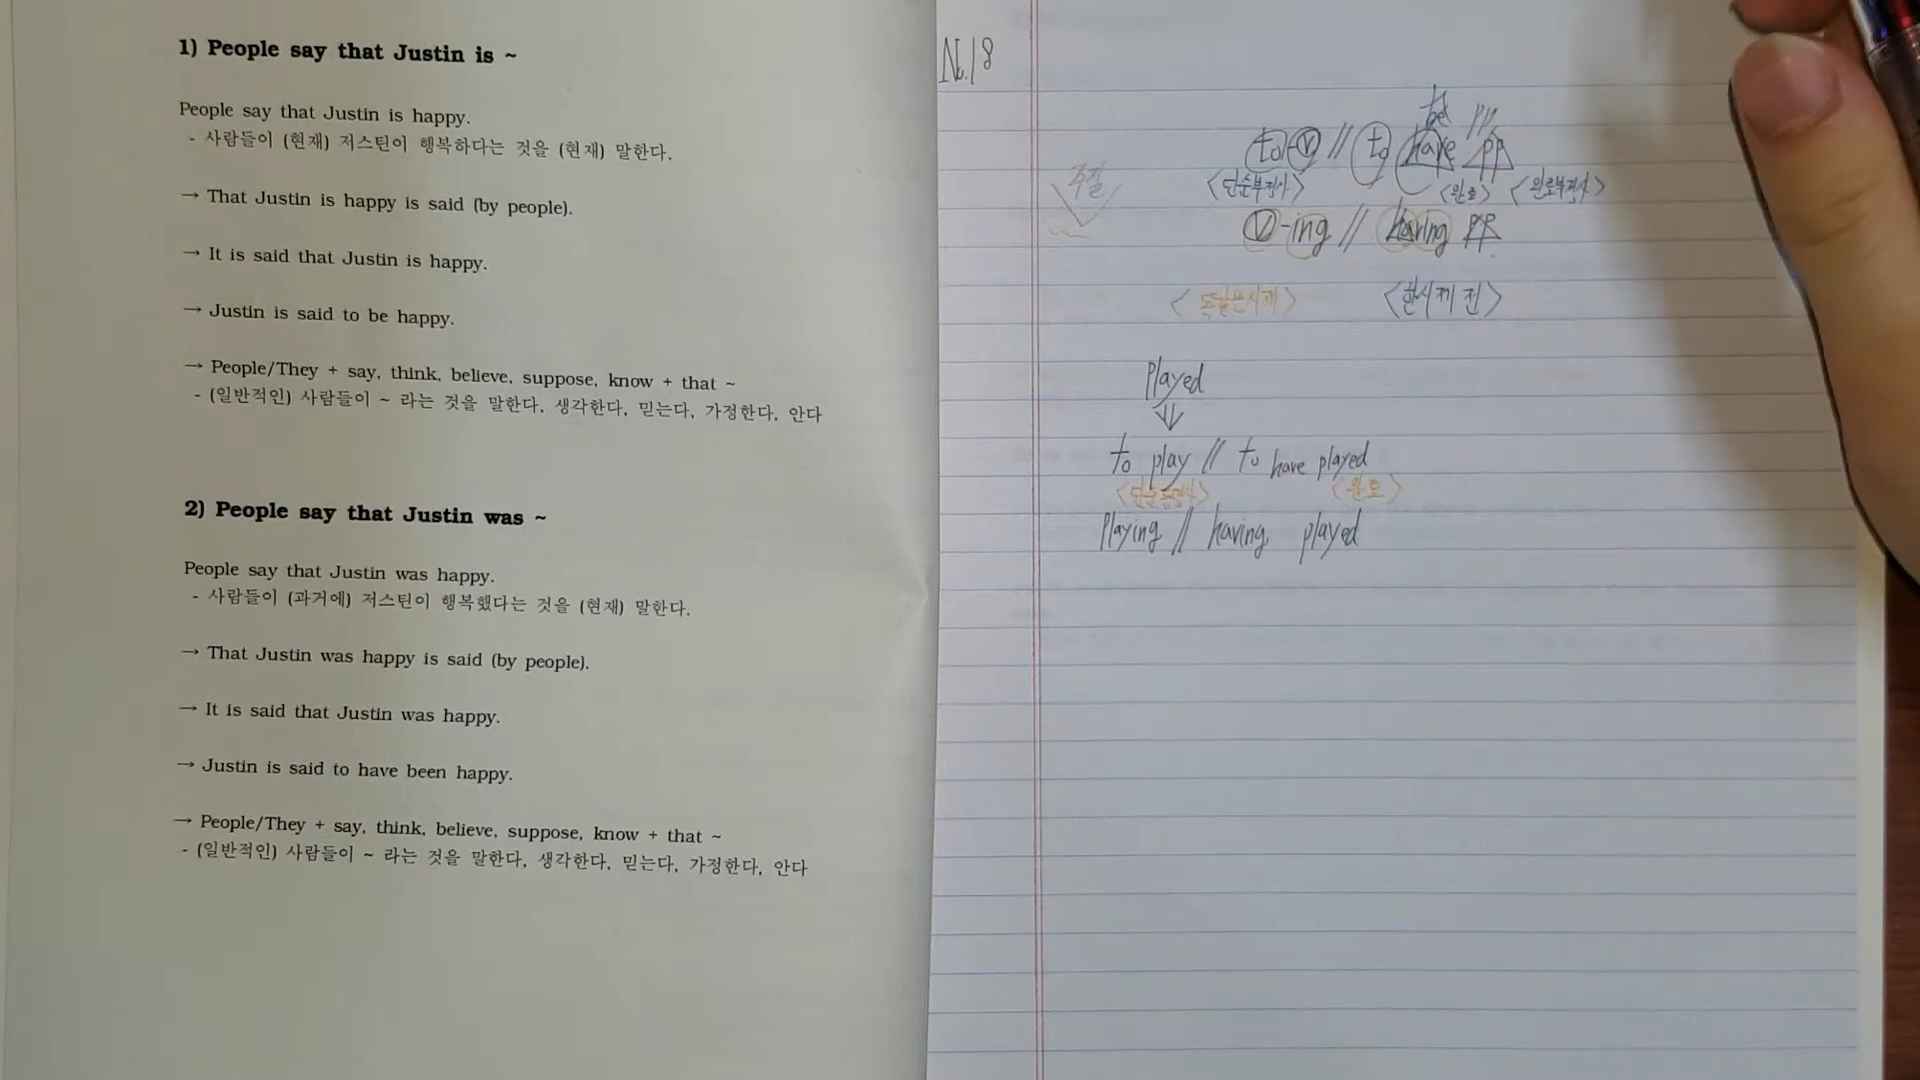 1) People say that Justin is ~
People say that Justin is happy.
- 사람들이 (현재) 저스틴이 행복하다는 것을 (현재) 말한다.
→ That Justin is happy is said (by people).
→ It is said that Justin is happy.
→ Justin is said to be happy.
→ People/They + say, think, believe, suppose, know + that ~
- (일반적인) 사람들이 ~ 라는 것을 말한다, 생각한다, 믿는다, 가정한다, 안다
2) People say that Justin was ~
People say that Justin was happy.
- 사람들이 (과거에) 저스틴이 행복했다는 것을 (현재) 말한다.
→ That Justin was happy is said (by people).
→ It is said that Justin was happy.
→ Justin is said to have been happy.
→ People/They + say, think, believe, suppose, know + that ~
- (일반적인) 사람들이 ~ 라는 것을 말한다, 생각한다, 믿는다, 가정한다, 안다
18
pp
to-V // to have pp
<단순부정사> <완료> <완료부정사>
V-ing // having PP
<똑같은시제> <한시제 전>
Played
to play // to have played
<완료>
Playing // having played